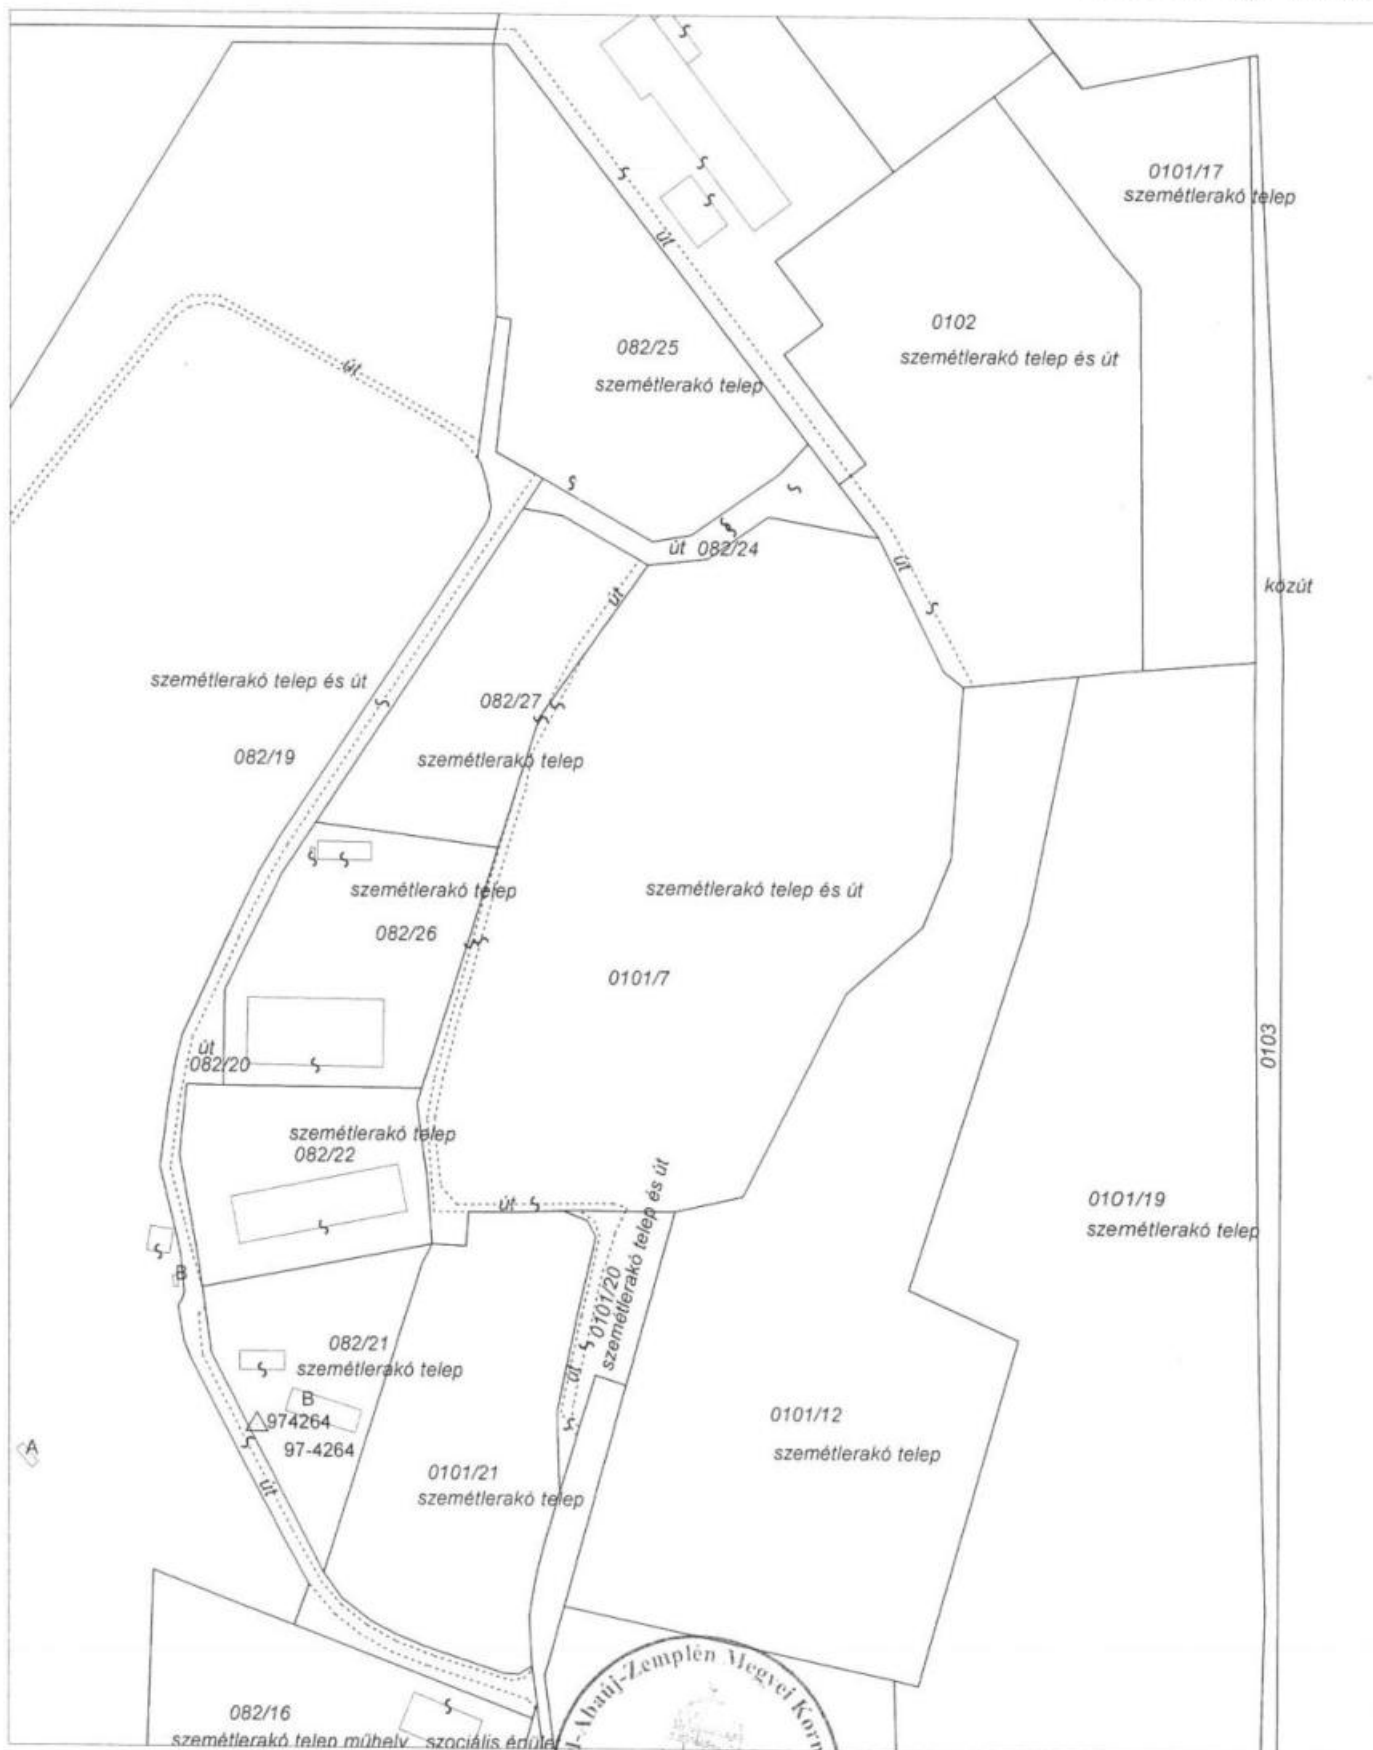 0101/17
szemétlerakó telep
út
0102
szemétlerakó telep és út
082/25
szemétlerakó telep
út
út 082/24
út
út
közút
szemétlerakó telep és út
082/19
082/27
szemétlerakó telep
szemétlerakó telep
082/26
szemétlerakó telep és út
0101/7
út
082/20
0103
szemétlerakó telep
082/22
út
0101/20
szemétlerakó telep és út
út
0101/19
szemétlerakó telep
B
082/21
szemétlerakó telep
B
974264
97-4264
A
út
0101/21
szemétlerakó telep
0101/12
szemétlerakó telep
082/16
szemétlerakó telep műhely szociális épüle
d-Abaúj-Zemplén Megyei Korm